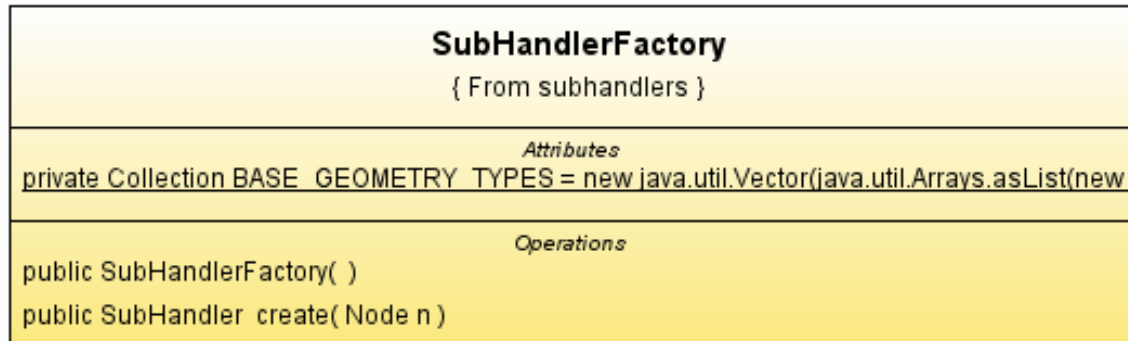 SubHandlerFactory
{ From subhandlers }
Attributes
private Collection BASE_GEOMETRY_TYPES = new java.util.Vector(java.util.Arrays.asList(new
Operations
public SubHandlerFactory( )
public SubHandler create( Node n )